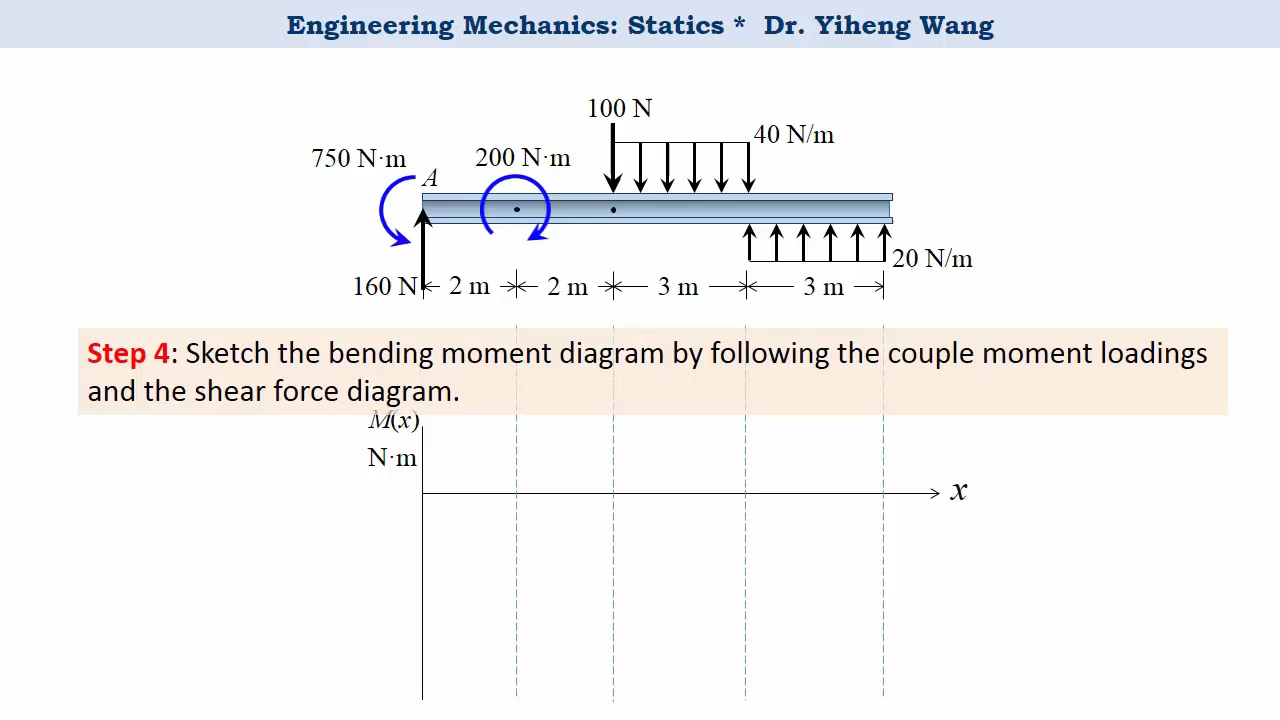 Engineering Mechanics: Statics * Dr. Yiheng Wang
100 N
40 N/m
750 N·m
200 N·m
A
20 N/m
160 N
2 m
2 m
3 m
3 m
Step 4: Sketch the bending moment diagram by following the couple moment loadings
and the shear force diagram.
M(x)
N·m
x